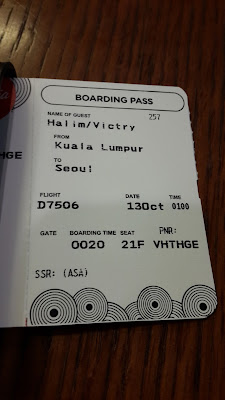 BOARDING PASS
NAME OF GUEST 257
Halim/Victry
FROM
Kuala Lumpur
TO
Seoul
FLIGHT DATE TIME
D7506 13Oct 0100
GATE BOARDING TIME SEAT PNR:
0020 21F VHTHGE
SSR: (ASA)
HGE